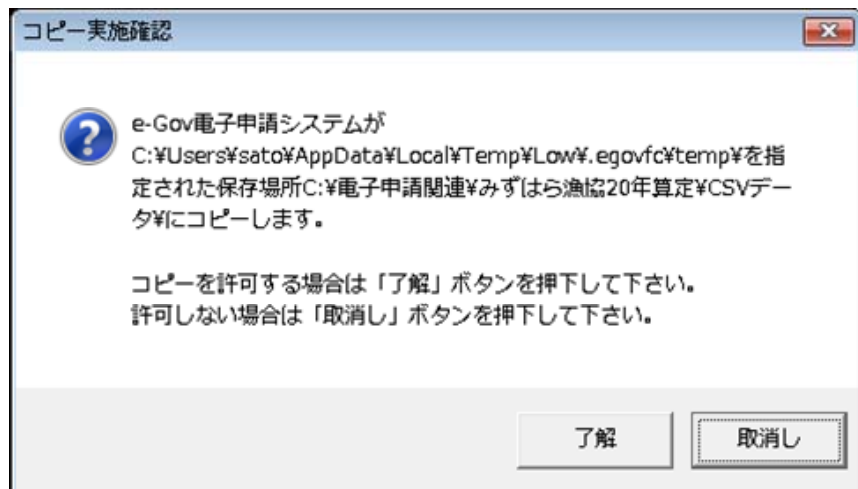 コピー実施確認
e-Gov電子申請システムが
C:¥Users¥sato¥AppData¥Local¥Temp¥Low¥.egovfc¥temp¥を指
定された保存場所C:¥電子申請関連¥みずほら漁協20年算定¥CSVデー
タ¥にコピーします。
コピーを許可する場合は「了解」ボタンを押下して下さい。
許可しない場合は「取消し」ボタンを押下して下さい。
了解
取消し